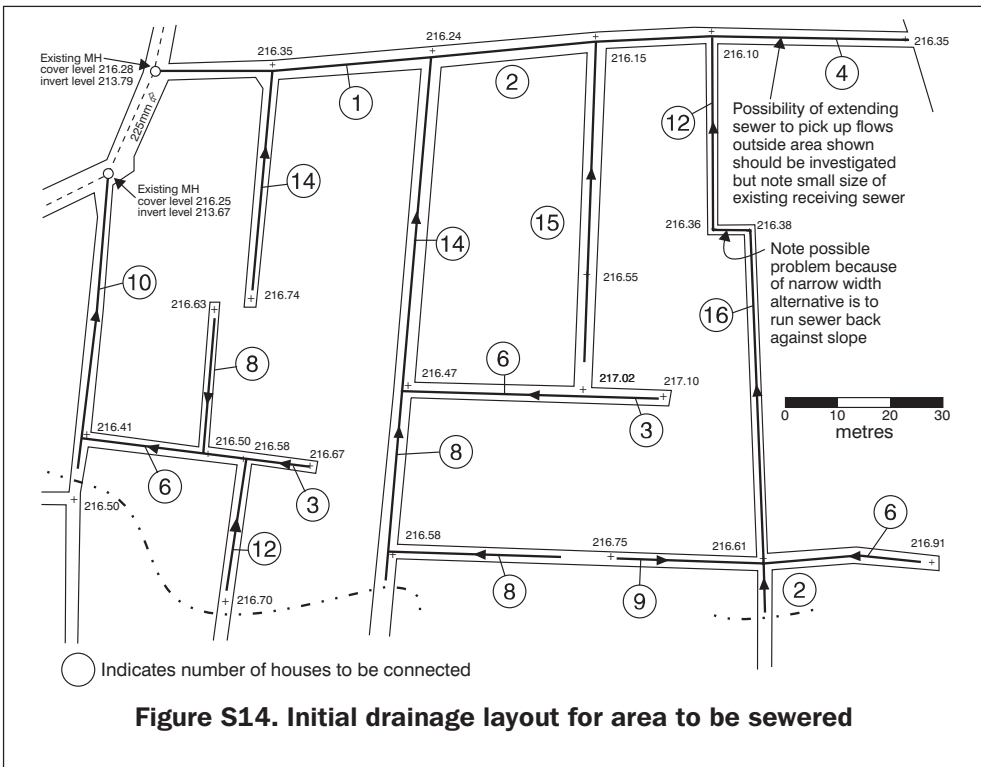 216.24
216.35
216.15
216.10
216.35
Existing MH
cover level 216.28
invert level 213.79
1
2
4
225mm
12
Possibility of extending
sewer to pick up flows
outside area shown
should be investigated
but note small size of
existing receiving sewer
Existing MH
cover level 216.25
invert level 213.67
14
14
15
216.36
216.38
10
216.55
Note possible
problem because
of narrow width
alternative is to
run sewer back
against slope
216.74
216.63
16
8
6
216.47
217.02
217.10
0 10 20 30
metres
3
216.41
216.50
216.58
216.67
6
3
8
216.50
12
216.58
216.75
216.61
6
216.91
8
9
2
216.70
Indicates number of houses to be connected
Figure S14. Initial drainage layout for area to be sewered